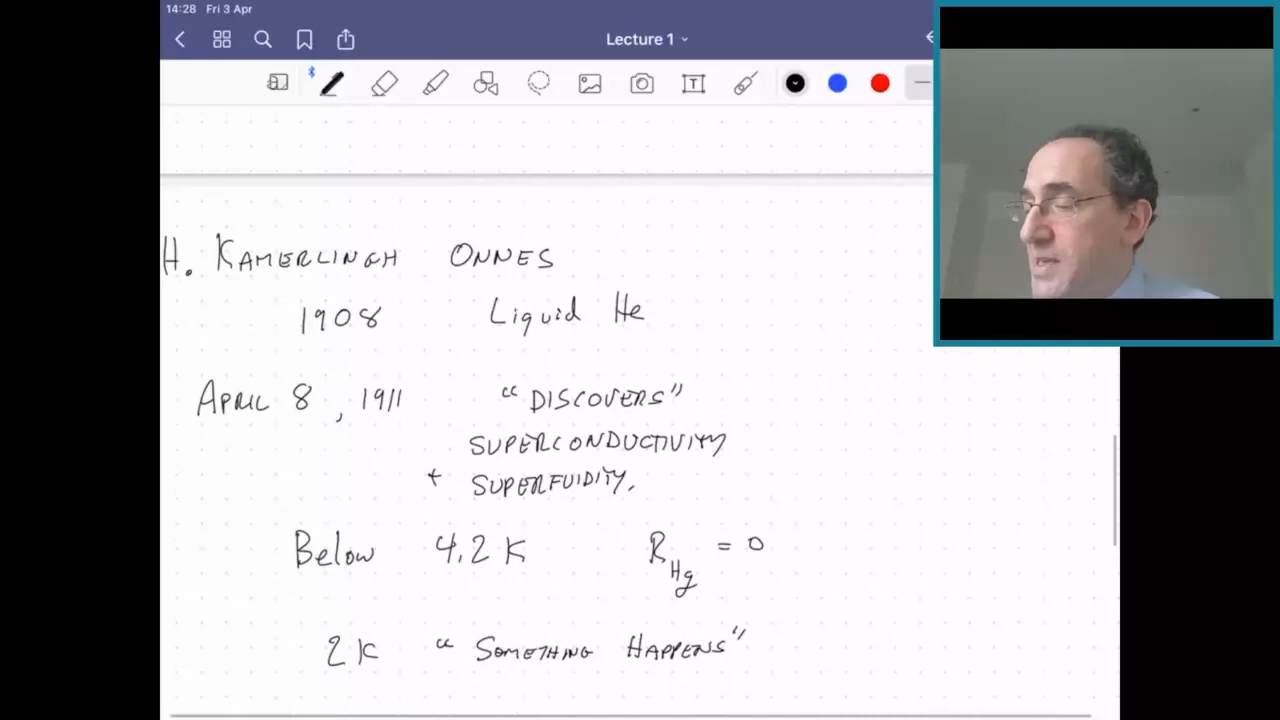 14:28 Fri 3 Apr
Lecture 1
T
H. KAMERLINGH ONNES
1908 Liquid He
APRIL 8, 1911 "DISCOVERS"
SUPERCONDUCTIVITY
+ SUPERFUIDITY.
Below 4.2 K R Hg = 0
2 K "SOMETHING HAPPENS"